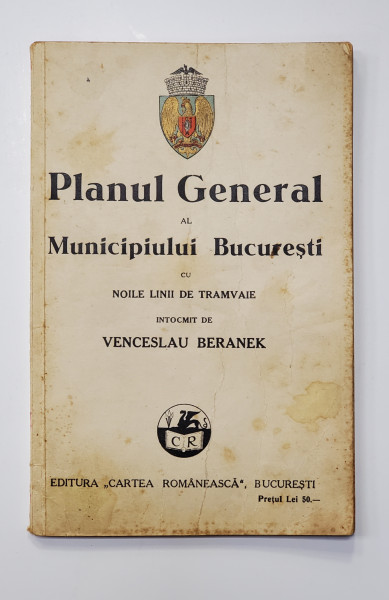 Planul General
AL
Municipiului București
CU
NOILE LINII DE TRAMVAIE
INTOCMIT DE
VENCESLAU BERANEK
C R
EDITURA „CARTEA ROMÂNEASCĂ“, BUCUREȘTI
Prețul Lei 50.—